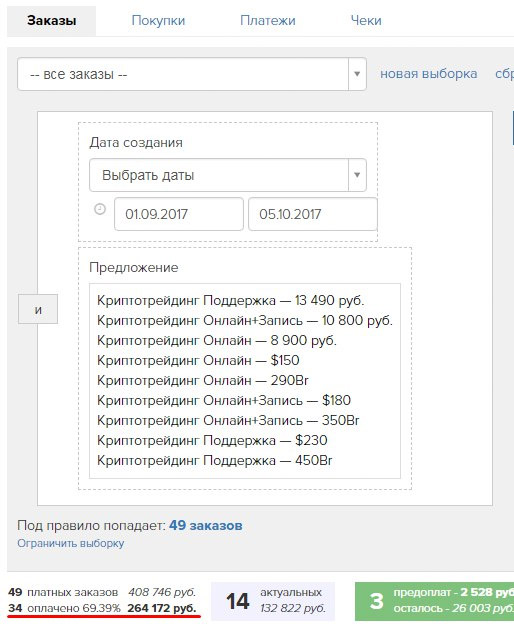 Заказы Покупки Платежи Чеки
-- все заказы -- новая выборка сбр
Дата создания
Выбрать даты
01.09.2017 05.10.2017
Предложение
и
Криптотрейдинг Поддержка — 13 490 руб.
Криптотрейдинг Онлайн+Запись — 10 800 руб.
Криптотрейдинг Онлайн — 8 900 руб.
Криптотрейдинг Онлайн — $150
Криптотрейдинг Онлайн — 290Br
Криптотрейдинг Онлайн+Запись — $180
Криптотрейдинг Онлайн+Запись — 350Br
Криптотрейдинг Поддержка — $230
Криптотрейдинг Поддержка — 450Br
Под правило попадает: 49 заказов
Ограничить выборку
49 платных заказов 408 746 руб.
34 оплачено 69.39% 264 172 руб.
14 актуальных
132 822 руб.
3 предоплат - 2 528 руб
осталось - 26 003 руб.